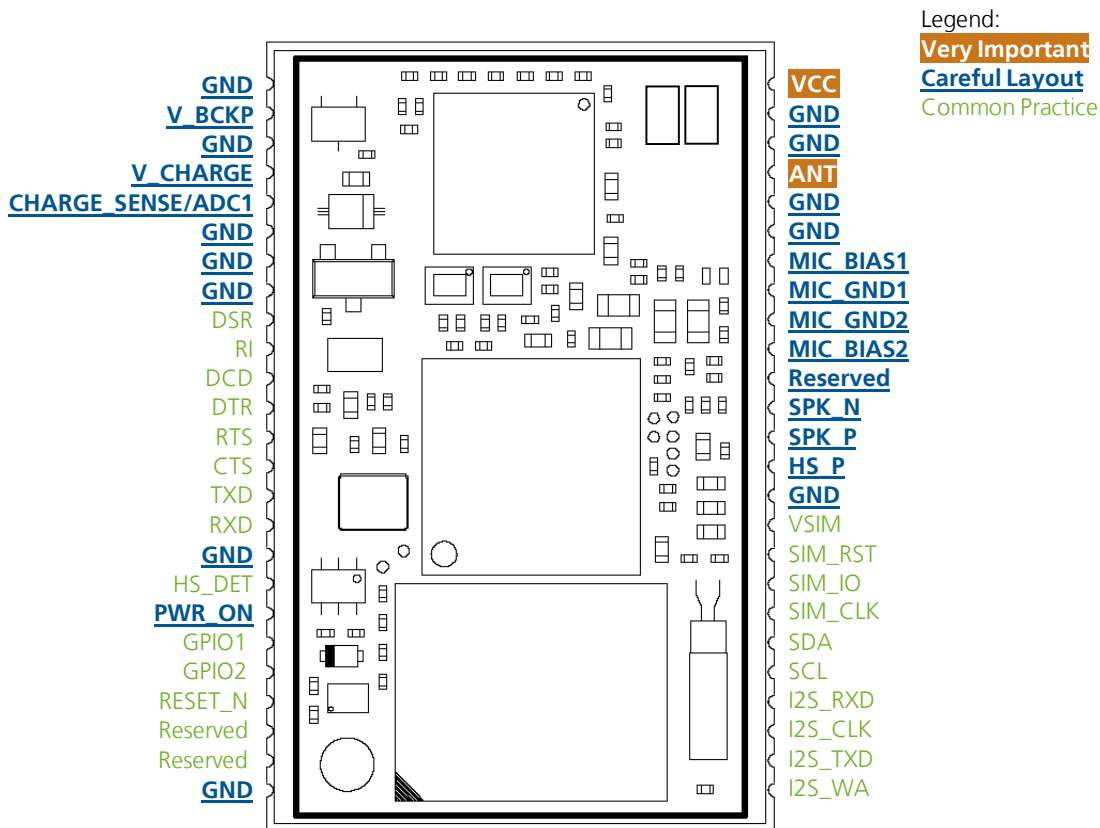 Legend:
Very Important
Careful Layout
Common Practice
GND
V_BCKP
GND
V_CHARGE
CHARGE_SENSE/ADC1
GND
GND
GND
DSR
RI
DCD
DTR
RTS
CTS
TXD
RXD
GND
HS_DET
PWR_ON
GPIO1
GPIO2
RESET_N
Reserved
Reserved
GND
VCC
GND
GND
ANT
GND
GND
MIC_BIAS1
MIC_GND1
MIC_GND2
MIC_BIAS2
Reserved
SPK_N
SPK_P
HS_P
GND
VSIM
SIM_RST
SIM_IO
SIM_CLK
SDA
SCL
I2S_RXD
I2S_CLK
I2S_TXD
I2S_WA